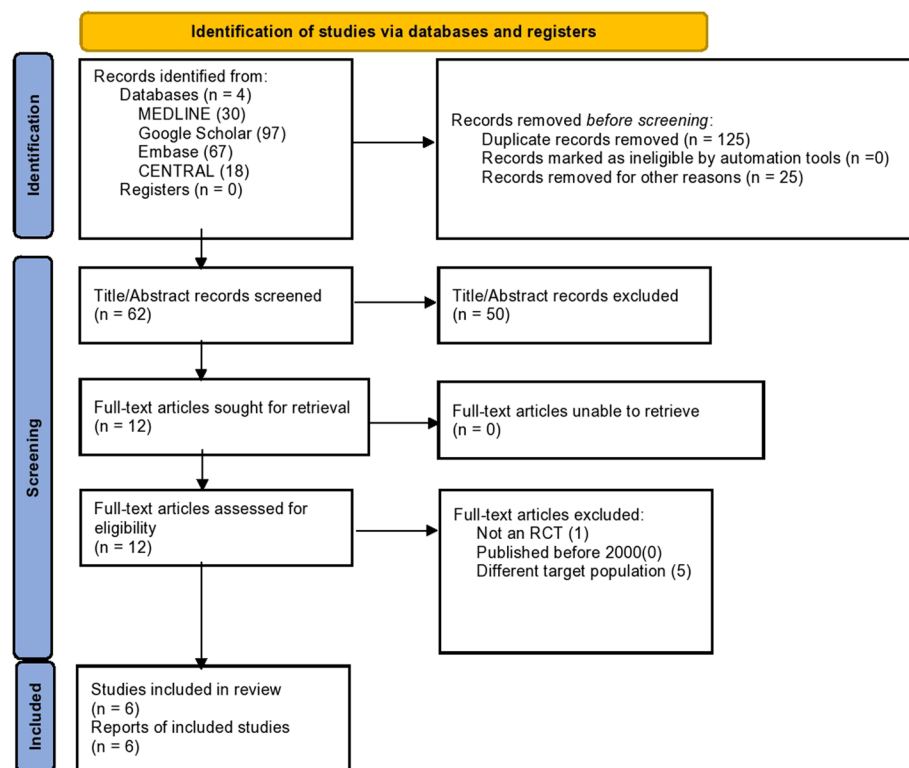 Identification of studies via databases and registers
Identification
Records identified from:
Databases (n = 4)
MEDLINE (30)
Google Scholar (97)
Embase (67)
CENTRAL (18)
Registers (n = 0)
Records removed before screening:
Duplicate records removed (n = 125)
Records marked as ineligible by automation tools (n =0)
Records removed for other reasons (n = 25)
Screening
Title/Abstract records screened
(n = 62)
Title/Abstract records excluded
(n = 50)
Full-text articles sought for retrieval
(n = 12)
Full-text articles unable to retrieve
(n = 0)
Full-text articles assessed for
eligibility
(n = 12)
Full-text articles excluded:
Not an RCT (1)
Published before 2000(0)
Different target population (5)
Included
Studies included in review
(n = 6)
Reports of included studies
(n = 6)